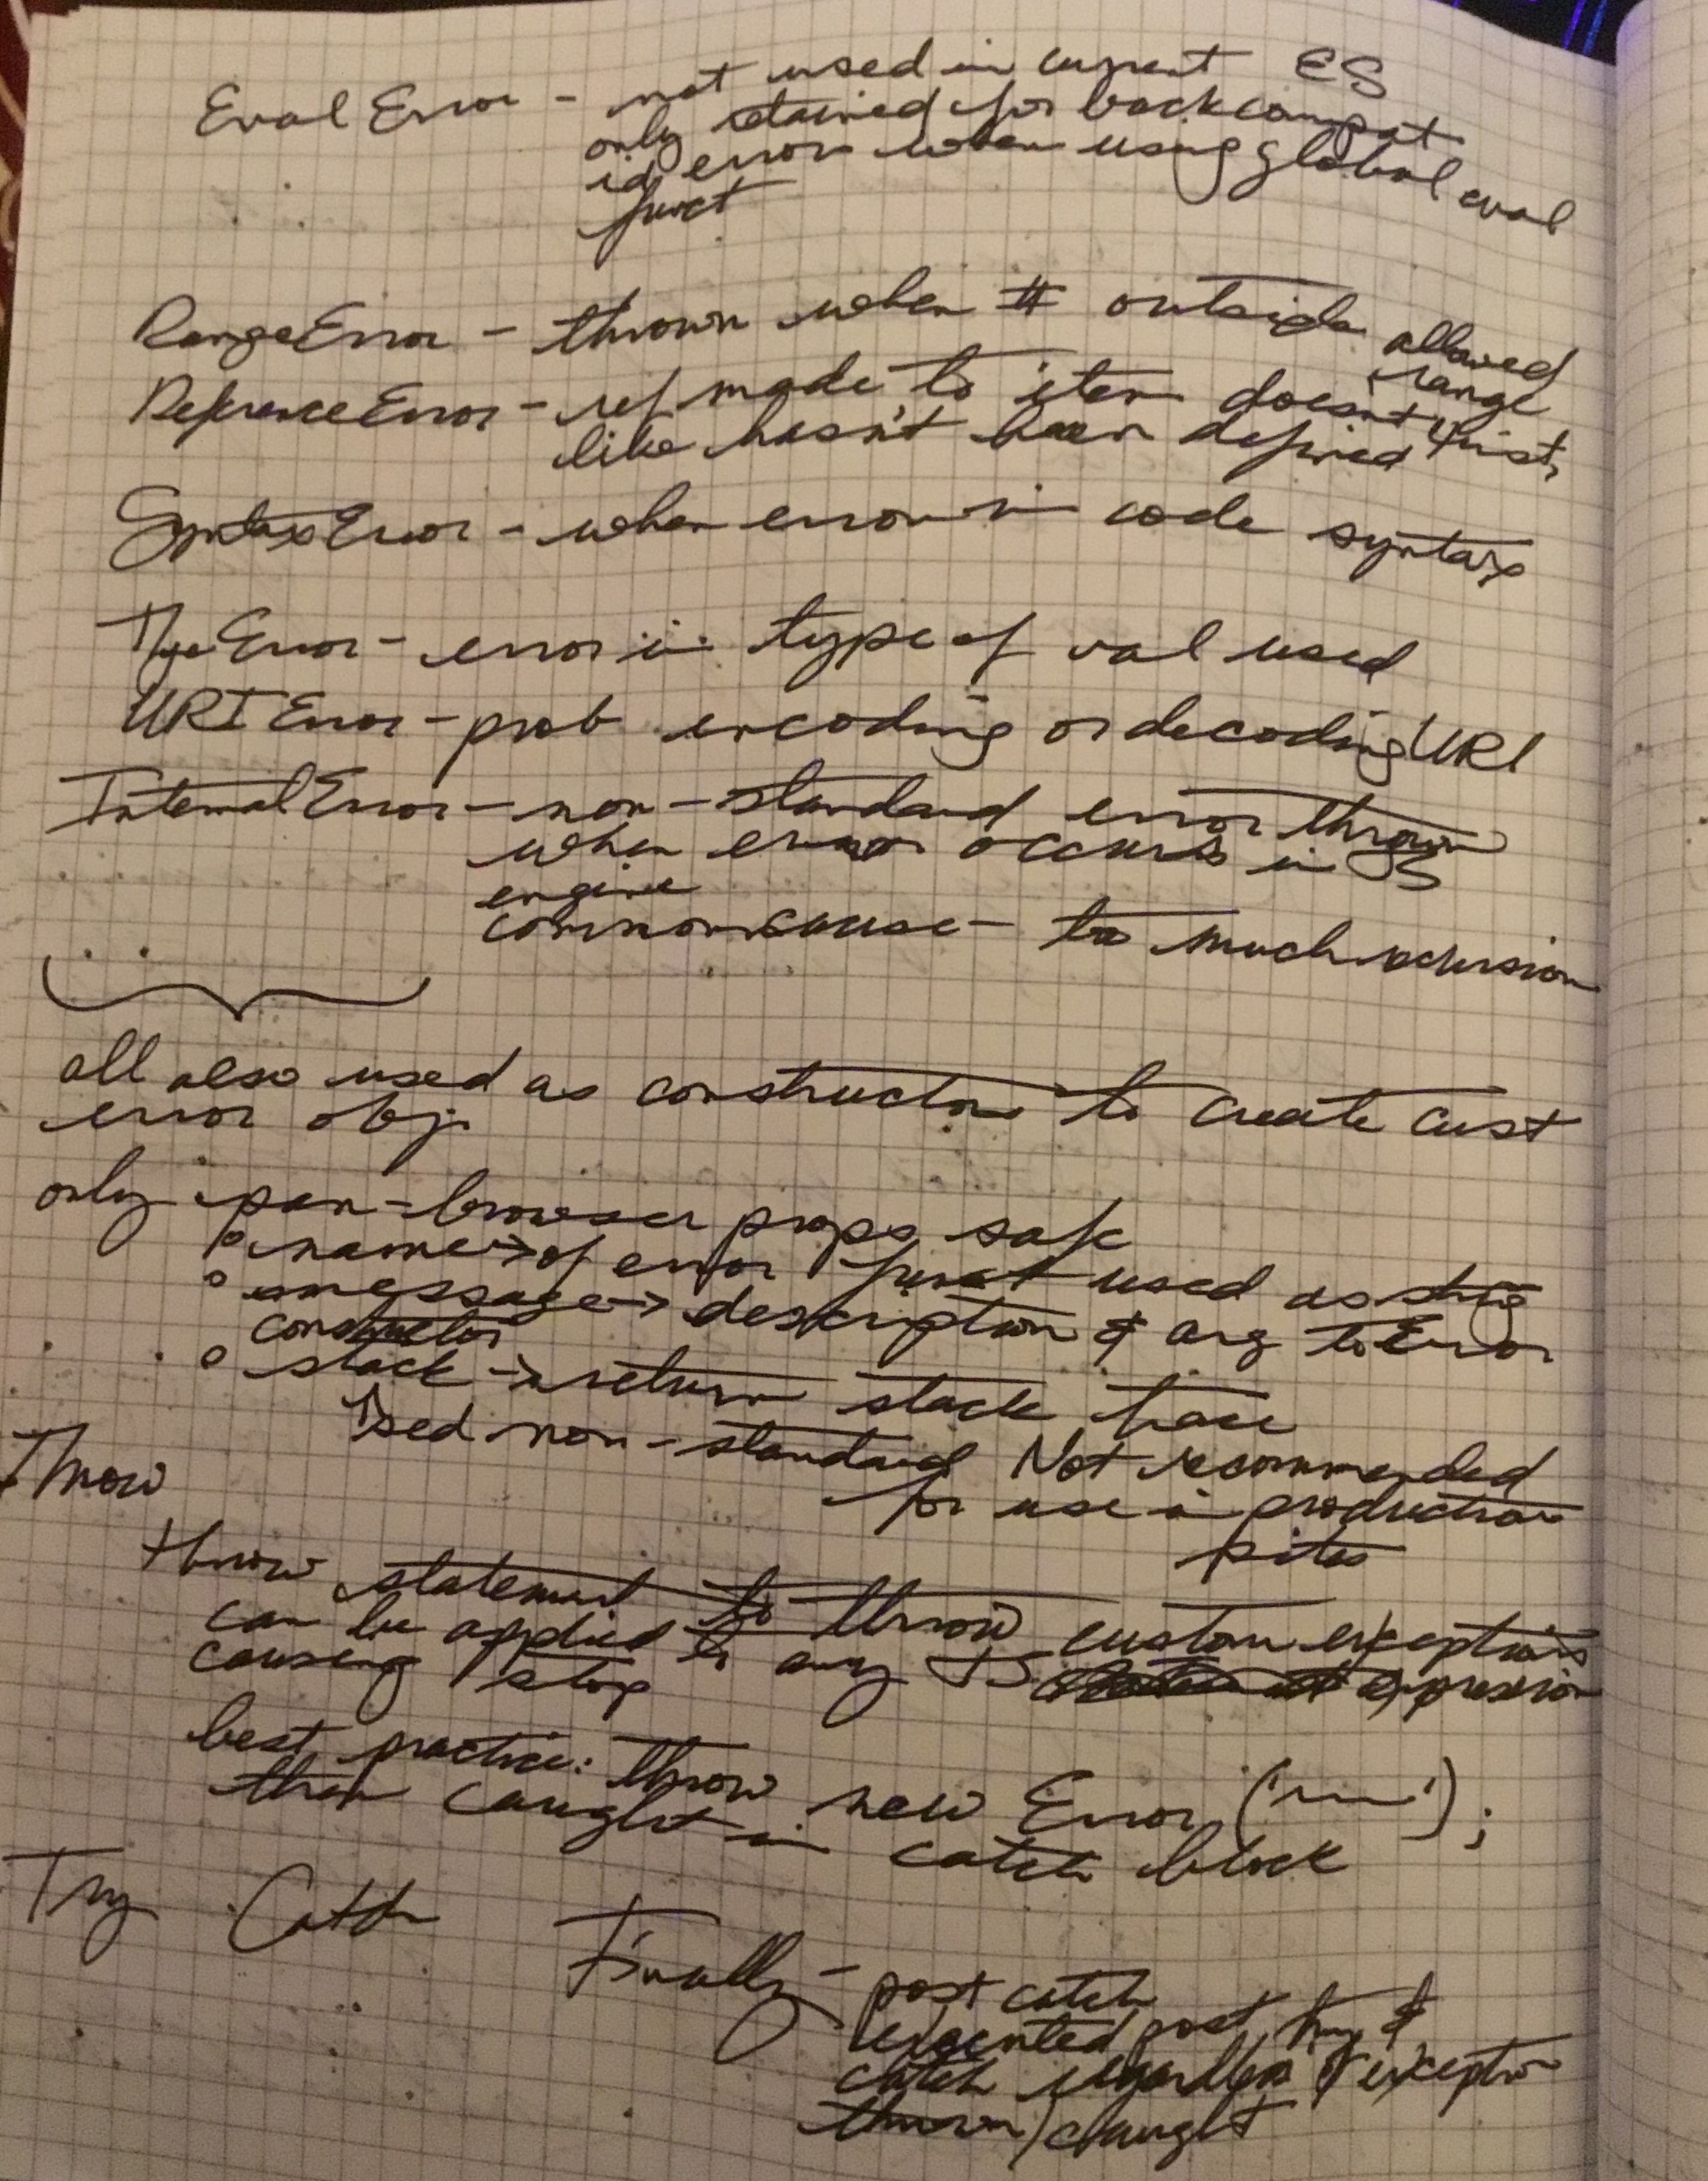 EvalError - not used in current ES
only retained for backcompat
id error when using global eval
funct
RangeError - thrown when # outside allowed
range
ReferenceError - ref made to item doesn't exist,
like hasn't been defined
SyntaxError - when error in code syntax
TypeError - error in type of val used
URIError - prob encoding or decoding URI
InternalError - non-standard error thrown
when error occurs in JS
engine
common cause - too much recursion
all also used as constructors to create cust
error obj
only pan-browser props safe
name -> of error funct used as string
message -> description & arg to Error
constructor
stack -> return stack trace
non-standard Not recommended
for use in production
sites
Throw
throw statement to throw custom exceptions
can be applied to any JS expression
causing stop
best practice: throw new Error (' ');
then caught in catch block
Try Catch Finally - post catch
executed post try &
catch regardless of exception
thrown/caught